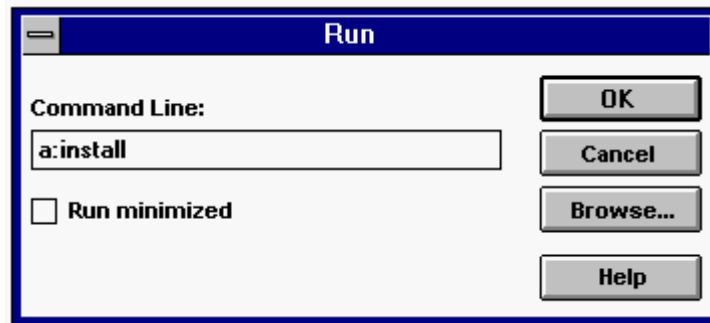 Run
Command Line:
a:install
Run minimized
OK
Cancel
Browse...
Help